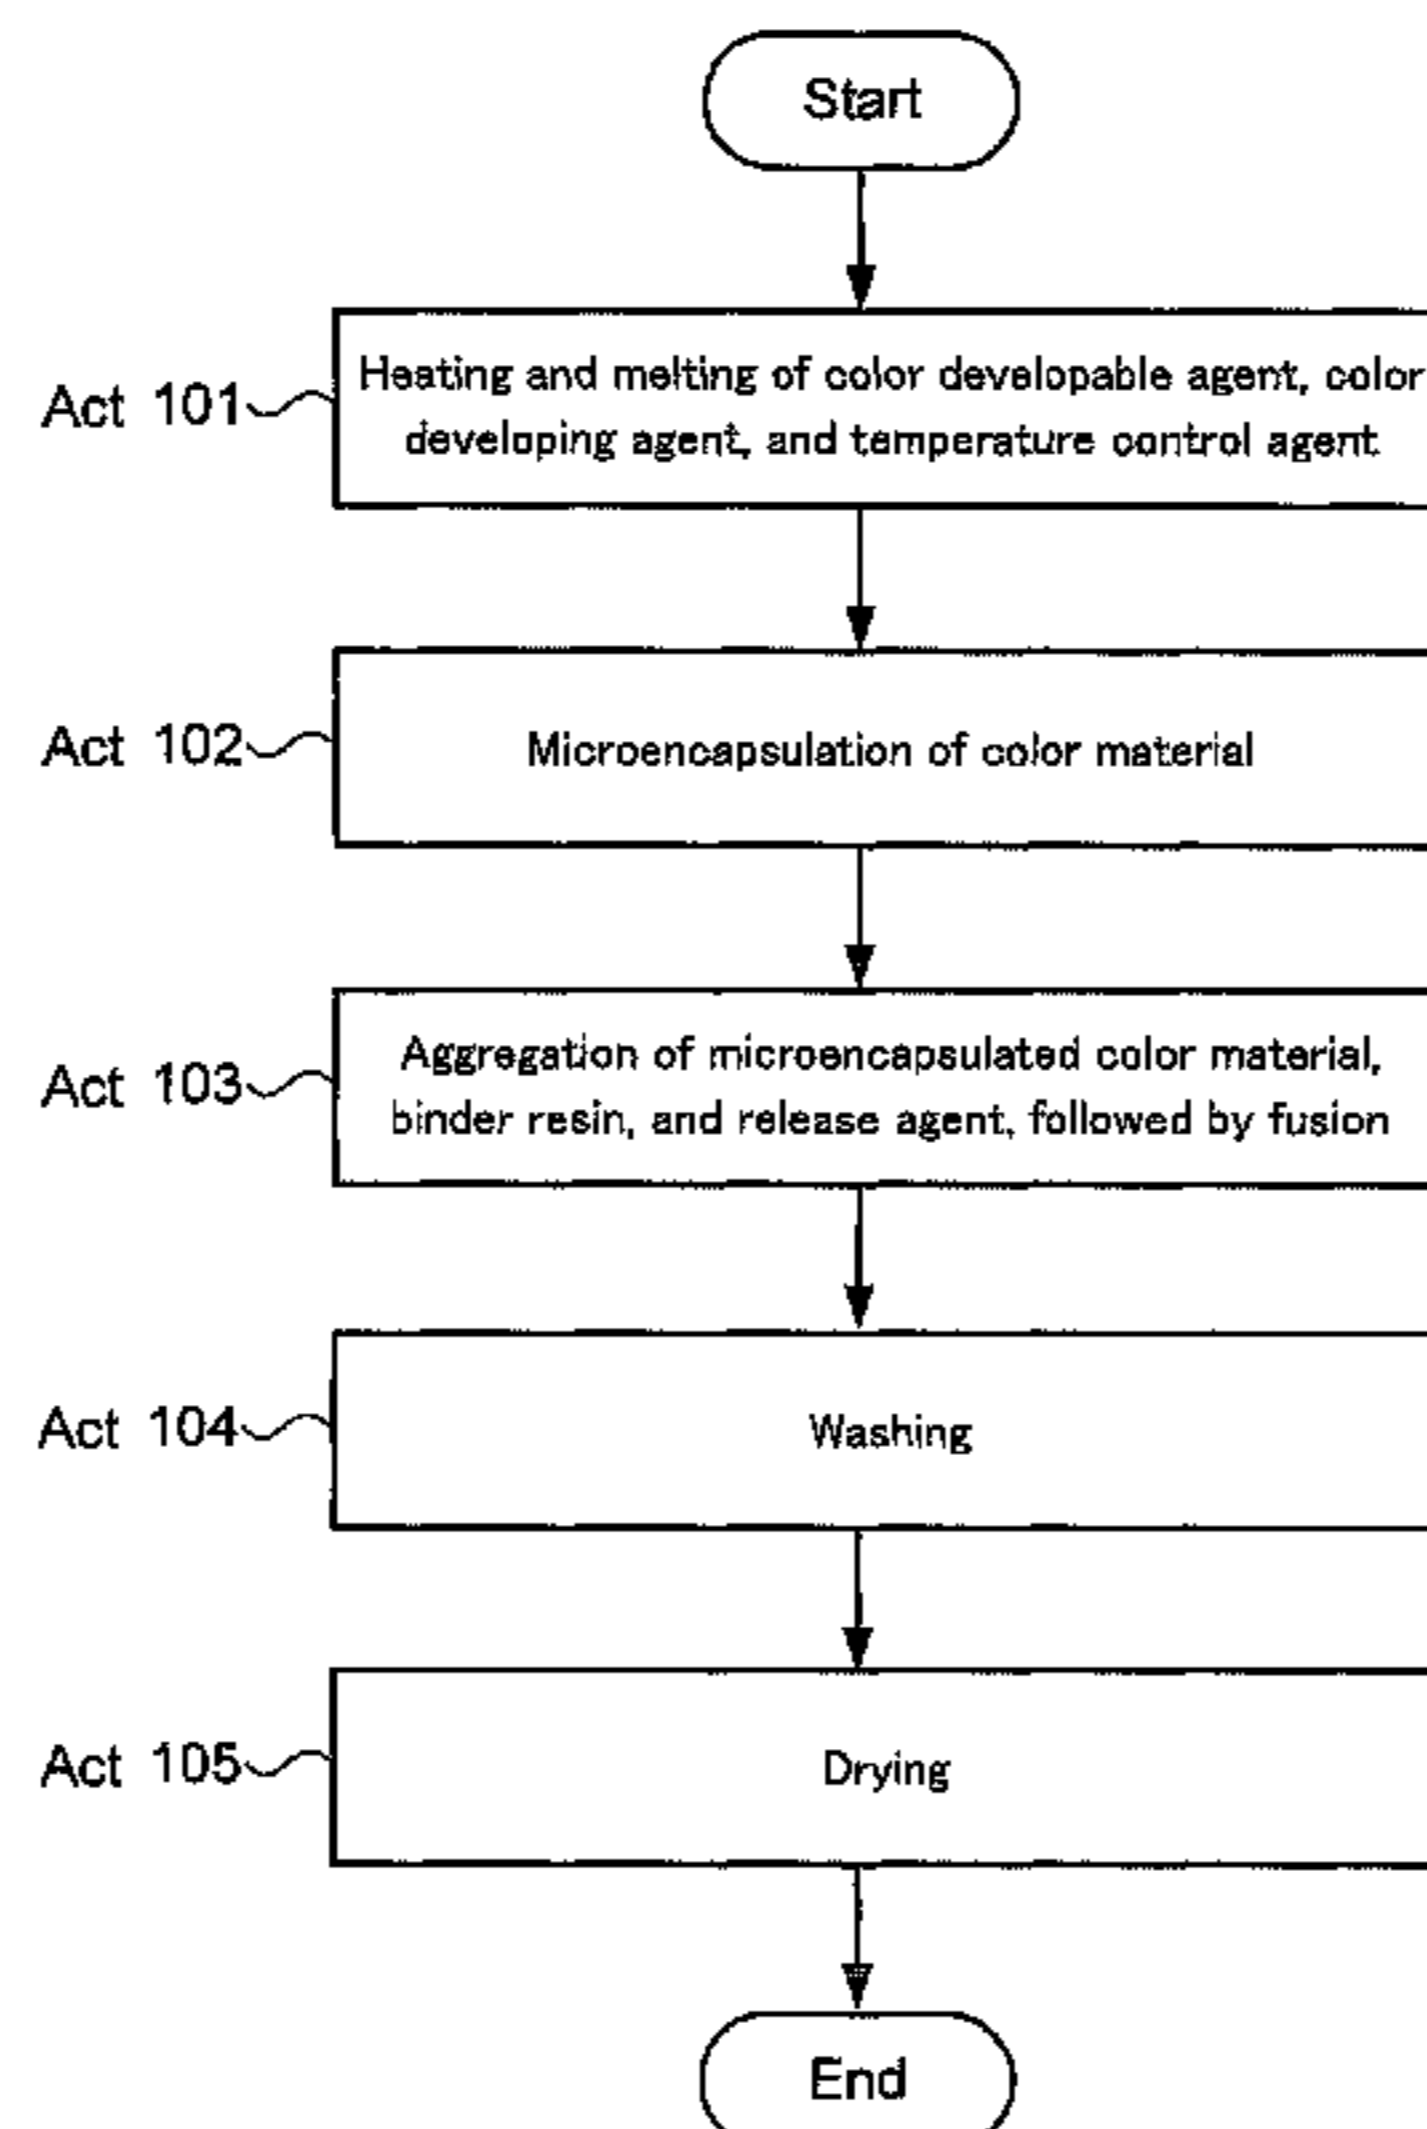 Start
Act 101
Heating and melting of color developable agent, color
developing agent, and temperature control agent
Act 102
Microencapsulation of color material
Act 103
Aggregation of microencapsulated color material,
binder resin, and release agent, followed by fusion
Act 104
Washing
Act 105
Drying
End